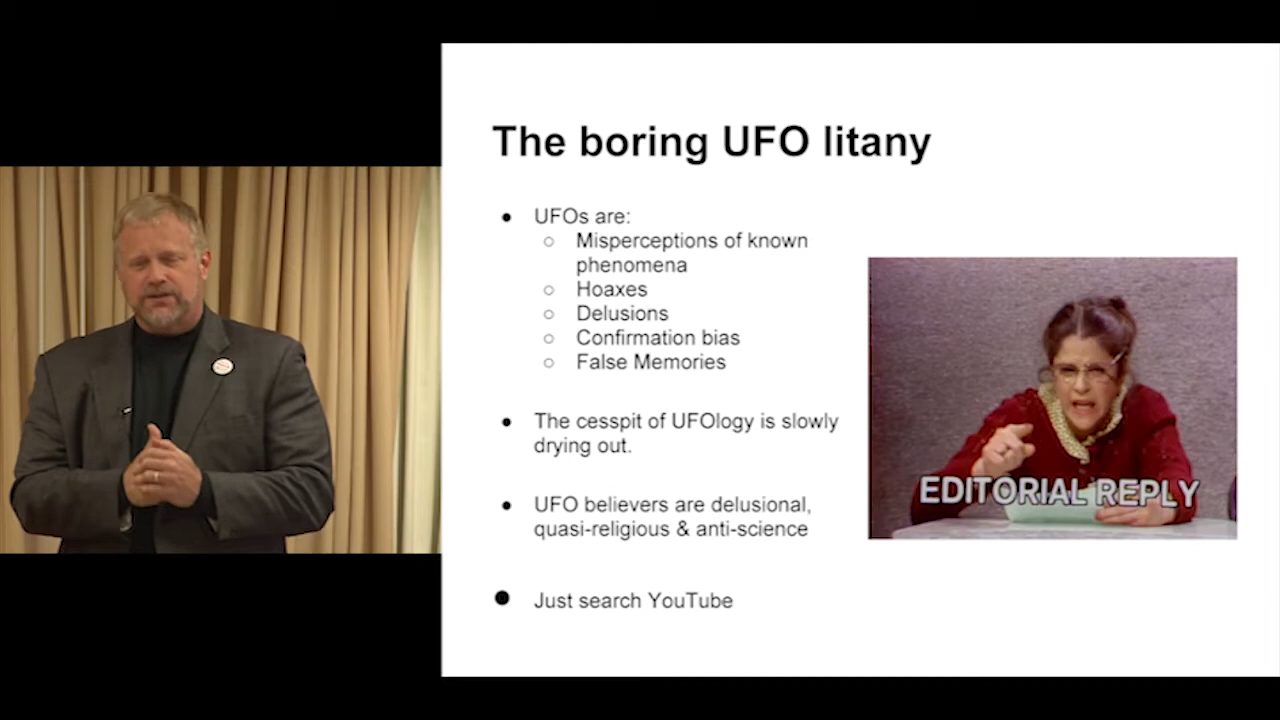 The boring UFO litany
● UFOs are:
○ Misperceptions of known
phenomena
○ Hoaxes
○ Delusions
○ Confirmation bias
○ False Memories
● The cesspit of UFOlogy is slowly
drying out.
● UFO believers are delusional,
quasi-religious & anti-science
● Just search YouTube
EDITORIAL REPLY